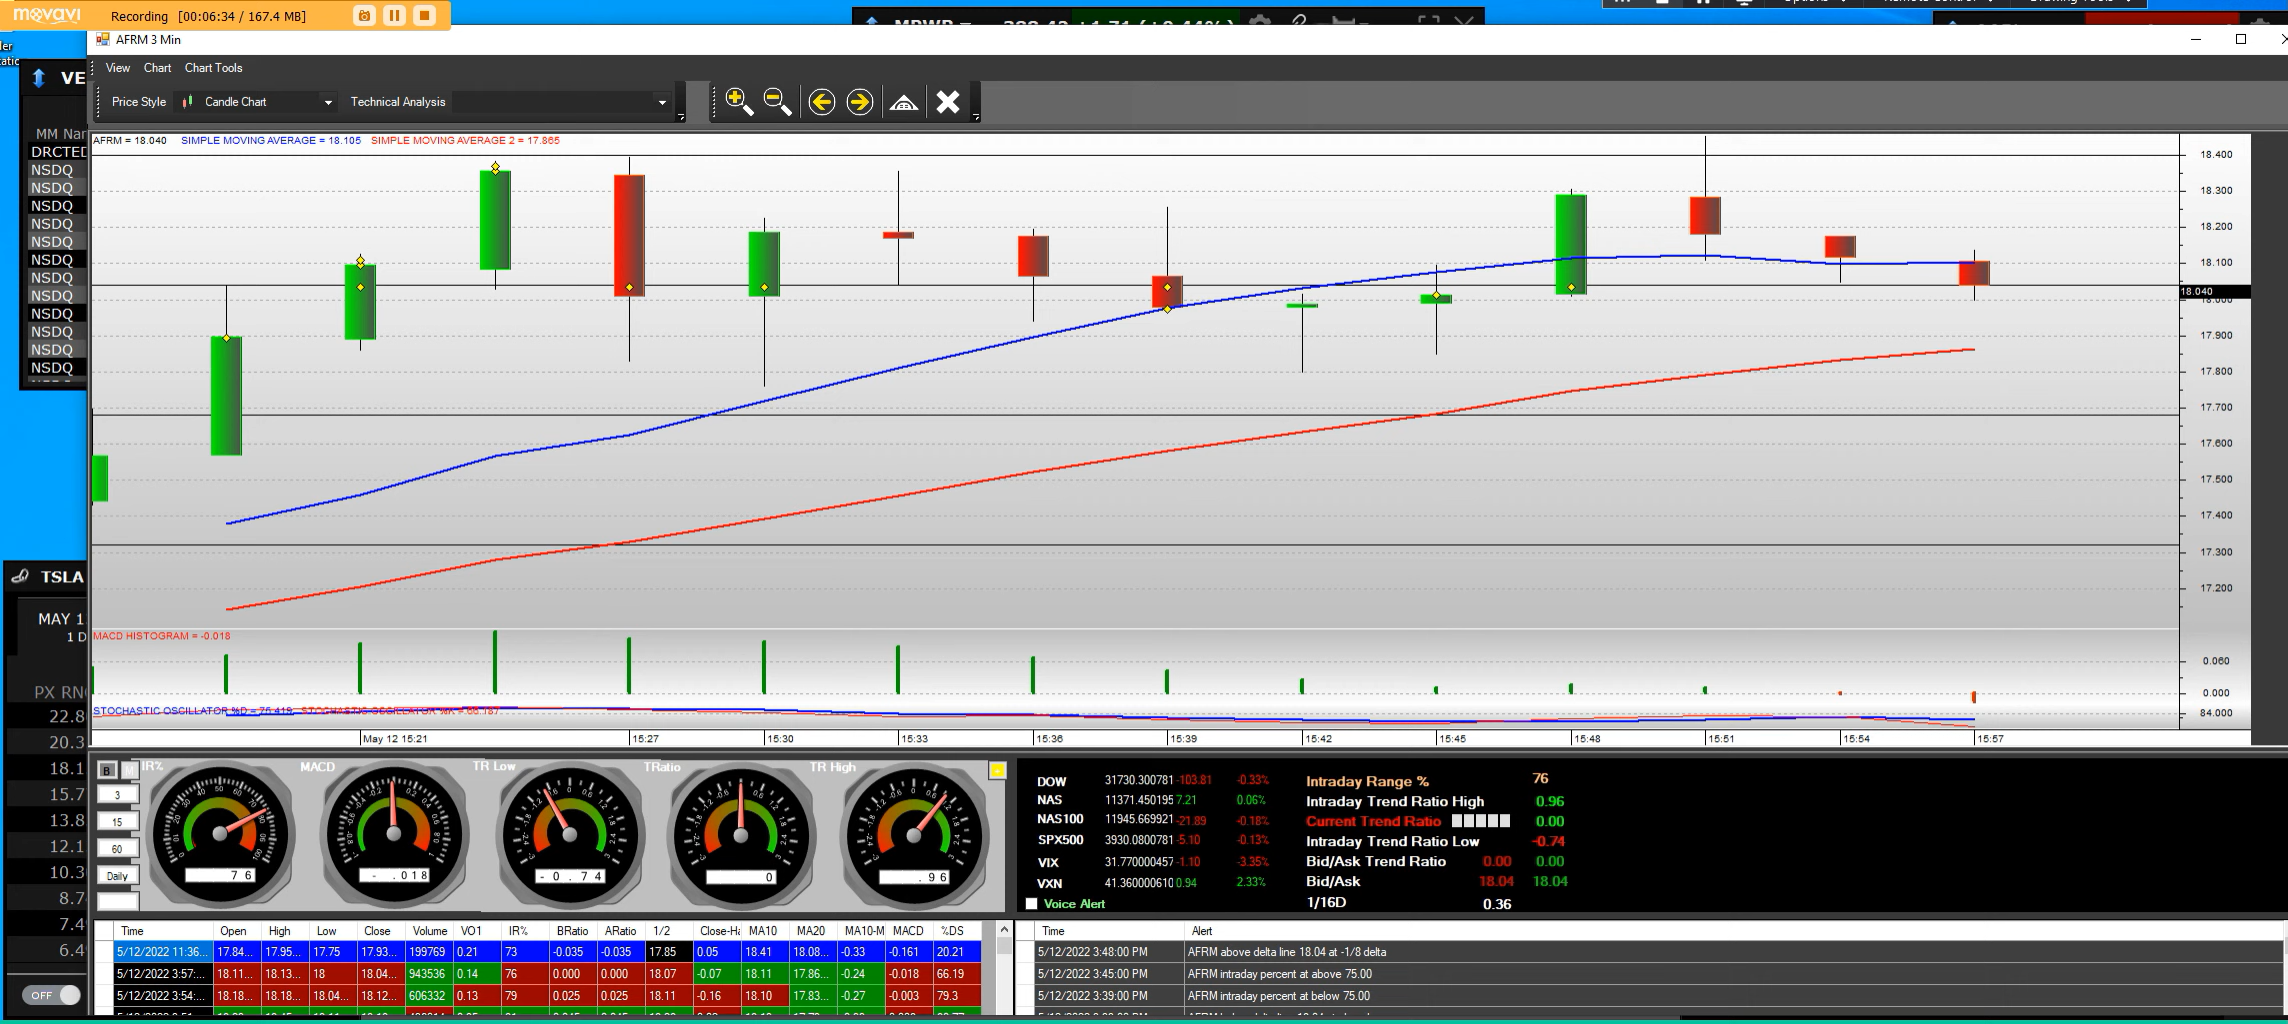 movavi Recording [00:06:34 / 167.4 MB]
AFRM 3 Min
View Chart Chart Tools
Price Style Candle Chart Technical Analysis
VE
MM Nar
DRCTED
NSDQ
NSDQ
NSDQ
NSDQ
NSDQ
NSDQ
NSDQ
NSDQ
NSDQ
NSDQ
NSDQ
NSDQ
AFRM = 18.040 SIMPLE MOVING AVERAGE = 18.105 SIMPLE MOVING AVERAGE 2 = 17.865
18.400
18.300
18.200
18.100
18.040
18.000
17.900
17.800
17.700
17.600
17.500
17.400
17.300
17.200
MACD HISTOGRAM = -0.018
0.060
0.000
STOCHASTIC OSCILLATOR %D = 75.419 STOCHASTIC OSCILLATOR %K = 66.187
84.000
May 12 15:21 15:27 15:30 15:33 15:36 15:39 15:42 15:45 15:48 15:51 15:54 15:57
TSLA
MAY 1
1 D
PX RN
22.8
20.3
18.1
15.7
13.8
12.1
10.3
8.7
7.4
6.4
OFF
B M IR% MACD TR Low TRatio TR High
3
15
60
Daily
76 - .018 -0.74 0 .96
DOW 31730.300781 -103.81 -0.33%
NAS 11371.450195 7.21 0.06%
NAS100 11945.669921 -21.89 -0.18%
SPX500 3930.0800781 -5.10 -0.13%
VIX 31.770000457 -1.10 -3.35%
VXN 41.360000610 0.94 2.33%
Voice Alert
Intraday Range % 76
Intraday Trend Ratio High 0.96
Current Trend Ratio 0.00
Intraday Trend Ratio Low -0.74
Bid/Ask Trend Ratio 0.00 0.00
Bid/Ask 18.04 18.04
1/16D 0.36
Time Open High Low Close Volume VO1 IR% BRatio ARatio 1/2 Close-Ha MA10 MA20 MA10-M MACD %DS
5/12/2022 11:36... 17.84... 17.95... 17.75 17.93... 199769 0.21 73 -0.035 -0.035 17.85 0.05 18.41 18.08... -0.33 -0.161 20.21
5/12/2022 3:57:... 18.11... 18.13... 18 18.04... 943536 0.14 76 0.000 0.000 18.07 -0.07 18.11 17.86... -0.24 -0.018 66.19
5/12/2022 3:54:... 18.18... 18.18... 18.04... 18.12... 606332 0.13 79 0.025 0.025 18.11 -0.16 18.10 17.83... -0.27 -0.003 79.3
Time Alert
5/12/2022 3:48:00 PM AFRM above delta line 18.04 at -1/8 delta
5/12/2022 3:45:00 PM AFRM intraday percent at above 75.00
5/12/2022 3:39:00 PM AFRM intraday percent at below 75.00